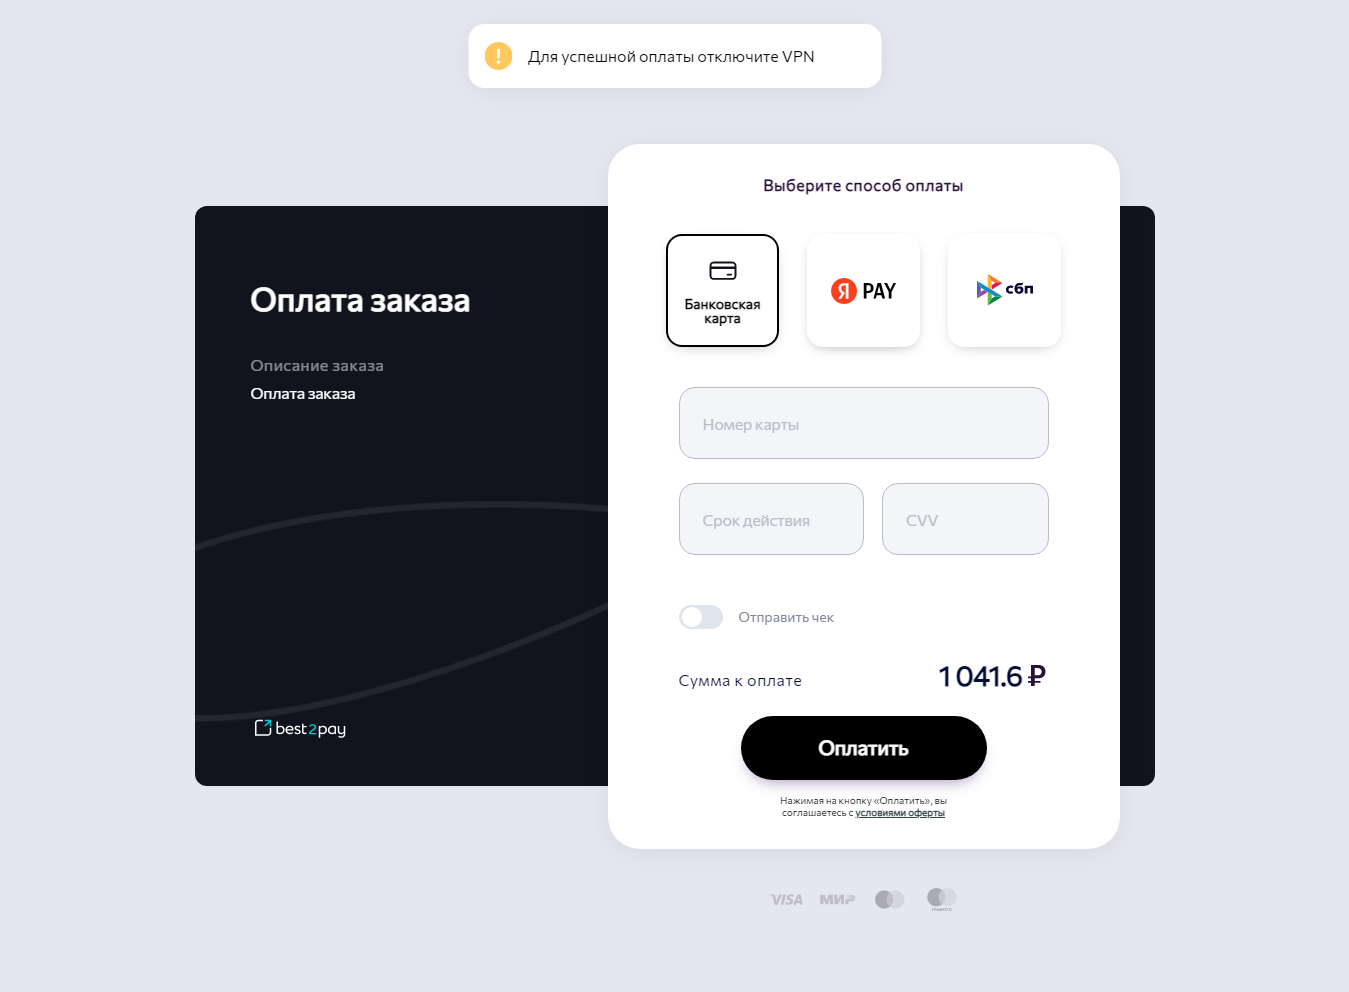 Для успешной оплаты отключите VPN
Выберите способ оплаты
Банковская
карта
Я PAY
сбп
Оплата заказа
Описание заказа
Оплата заказа
Номер карты
Срок действия
CVV
Отправить чек
Сумма к оплате
1 041.6 ₽
Оплатить
Нажимая на кнопку «Оплатить», вы
соглашаетесь с условиями оферты
best2pay
VISA
МИР
maestro